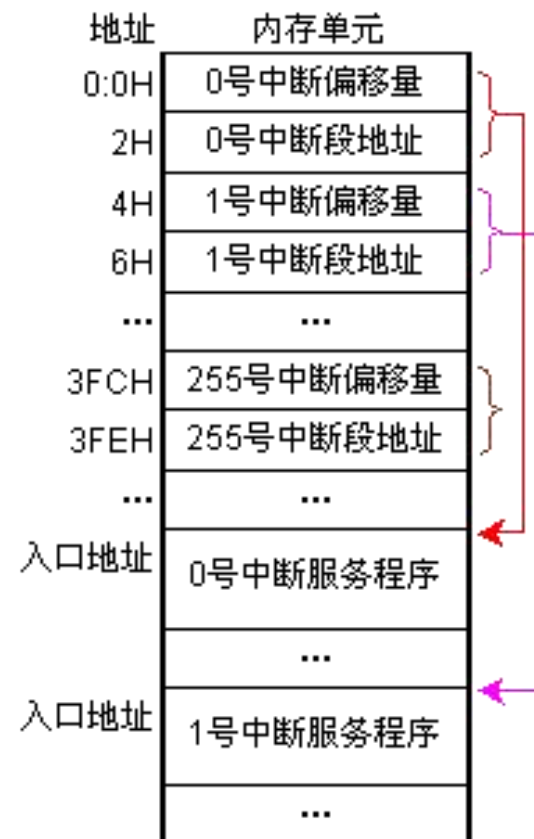 地址 内存单元
0:0H 0号中断偏移量
2H 0号中断段地址
4H 1号中断偏移量
6H 1号中断段地址
... ...
3FCH 255号中断偏移量
3FEH 255号中断段地址
... ...
入口地址 0号中断服务程序
...
入口地址 1号中断服务程序
...